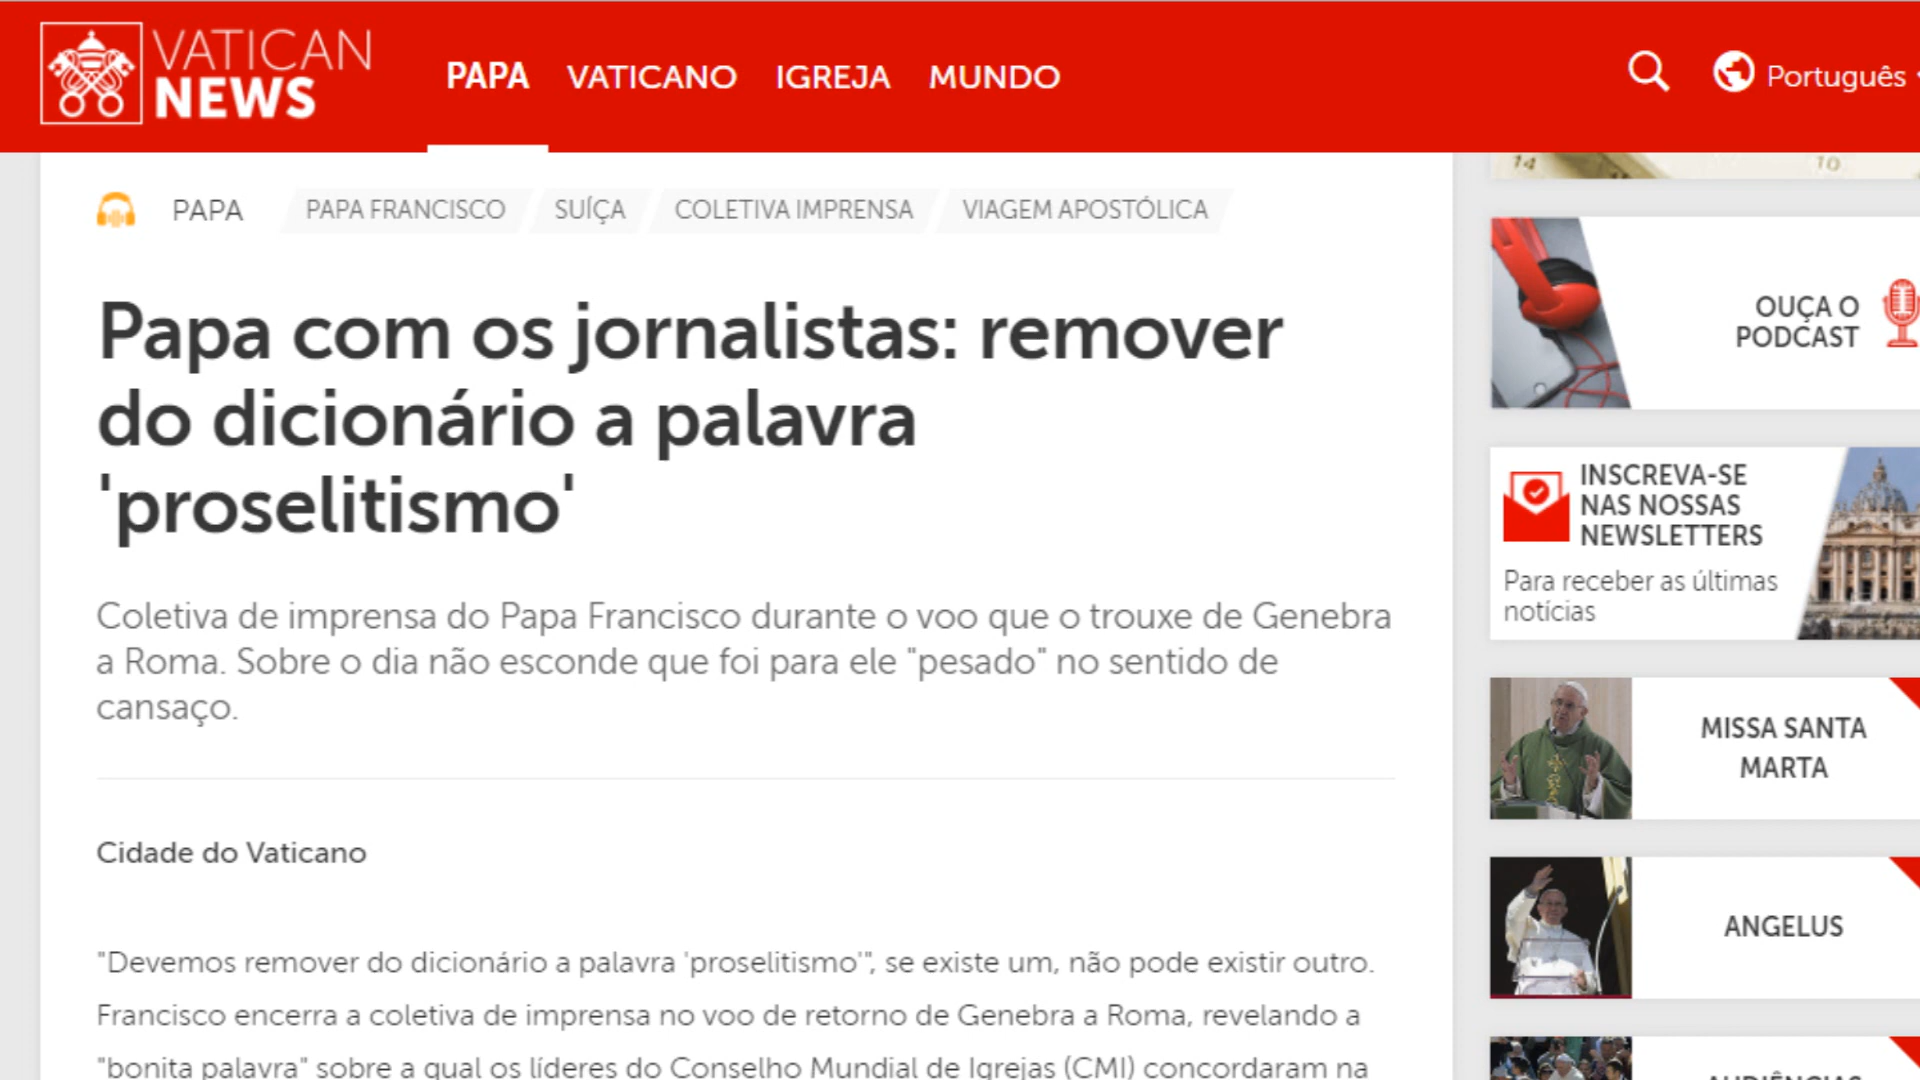 VATICAN
NEWS
PAPA VATICANO IGREJA MUNDO
Português
PAPA PAPA FRANCISCO SUÍÇA COLETIVA IMPRENSA VIAGEM APOSTÓLICA
Papa com os jornalistas: remover
do dicionário a palavra
'proselitismo'
Coletiva de imprensa do Papa Francisco durante o voo que o trouxe de Genebra
a Roma. Sobre o dia não esconde que foi para ele "pesado" no sentido de
cansaço.
Cidade do Vaticano
"Devemos remover do dicionário a palavra 'proselitismo'", se existe um, não pode existir outro.
Francisco encerra a coletiva de imprensa no voo de retorno de Genebra a Roma, revelando a
"bonita palavra" sobre a qual os líderes do Conselho Mundial de Igrejas (CMI) concordaram na
14 10
OUÇA O
PODCAST
INSCREVA-SE
NAS NOSSAS
NEWSLETTERS
Para receber as últimas
notícias
MISSA SANTA
MARTA
ANGELUS
AUDIÊNCIAS